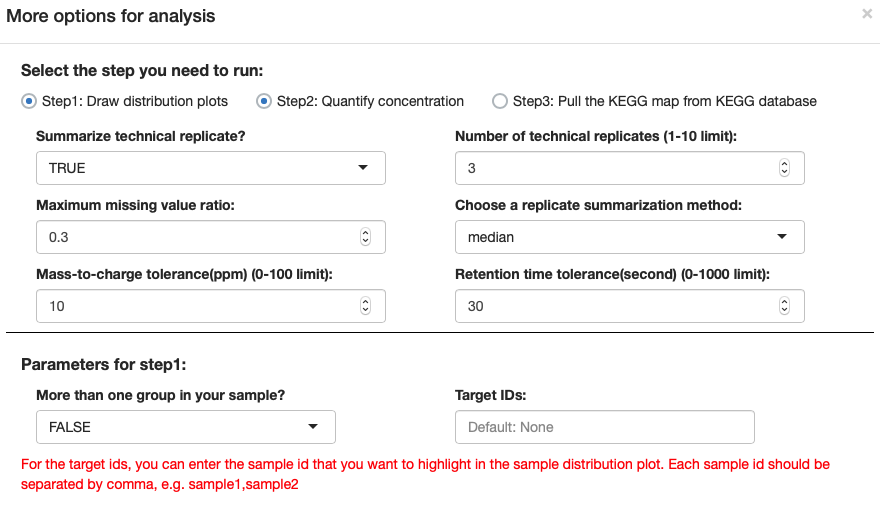 More options for analysis ×
Select the step you need to run:
Step1: Draw distribution plots Step2: Quantify concentration Step3: Pull the KEGG map from KEGG database
Summarize technical replicate? Number of technical replicates (1-10 limit):
TRUE 3
Maximum missing value ratio: Choose a replicate summarization method:
0.3 median
Mass-to-charge tolerance(ppm) (0-100 limit): Retention time tolerance(second) (0-1000 limit):
10 30
Parameters for step1:
More than one group in your sample? Target IDs:
FALSE Default: None
For the target ids, you can enter the sample id that you want to highlight in the sample distribution plot. Each sample id should be
separated by comma, e.g. sample1,sample2